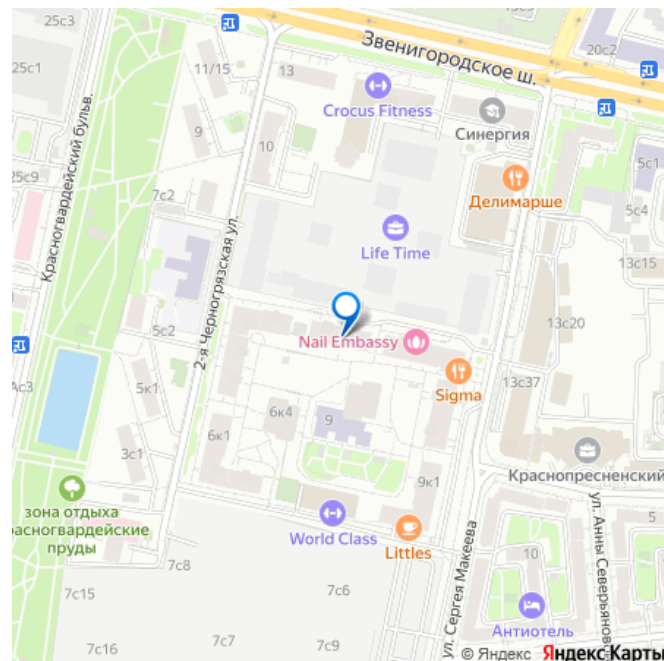 25с3
Звенигородское ш.
20с2
25с1
11/15
13
Crocus Fitness
Синергия
9
10
5с1
25с9
7с2
Делимарше
5с4
Красногвардейский бульв.
2-я Черногрязская ул.
Life Time
13с15
5с2
Nail Embassy
13с20
Sigma
13с37
5к1
6к4
9
6к1
3с1
9к1
Краснопресненский
зона отдыха
красногвардейские
пруды
World Class
Littles
ул. Сергея Макеева
ул. Анны Северьяновой
5
7с8
10
7с15
7с6
Антиотель
7с16
7с7
7с9
© Яндекс Яндекс Карты